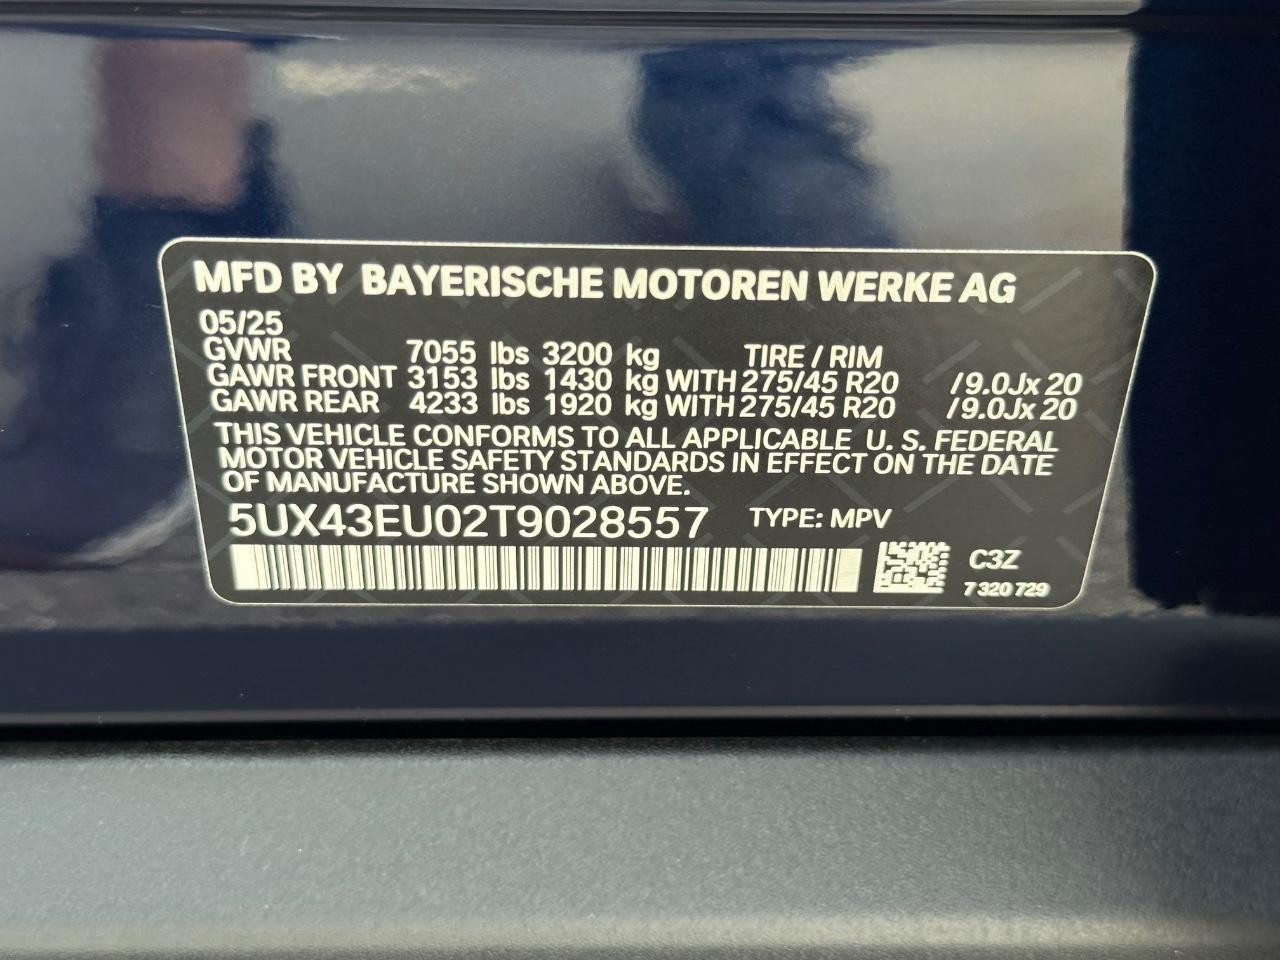 MFD BY BAYERISCHE MOTOREN WERKE AG
05/25
GVWR 7055 lbs 3200 kg TIRE / RIM
GAWR FRONT 3153 lbs 1430 kg WITH 275/45 R20 /9.0Jx 20
GAWR REAR 4233 lbs 1920 kg WITH 275/45 R20 /9.0Jx 20
THIS VEHICLE CONFORMS TO ALL APPLICABLE U. S. FEDERAL
MOTOR VEHICLE SAFETY STANDARDS IN EFFECT ON THE DATE
OF MANUFACTURE SHOWN ABOVE.
5UX43EU02T9028557 TYPE: MPV
C3Z
7 320 729